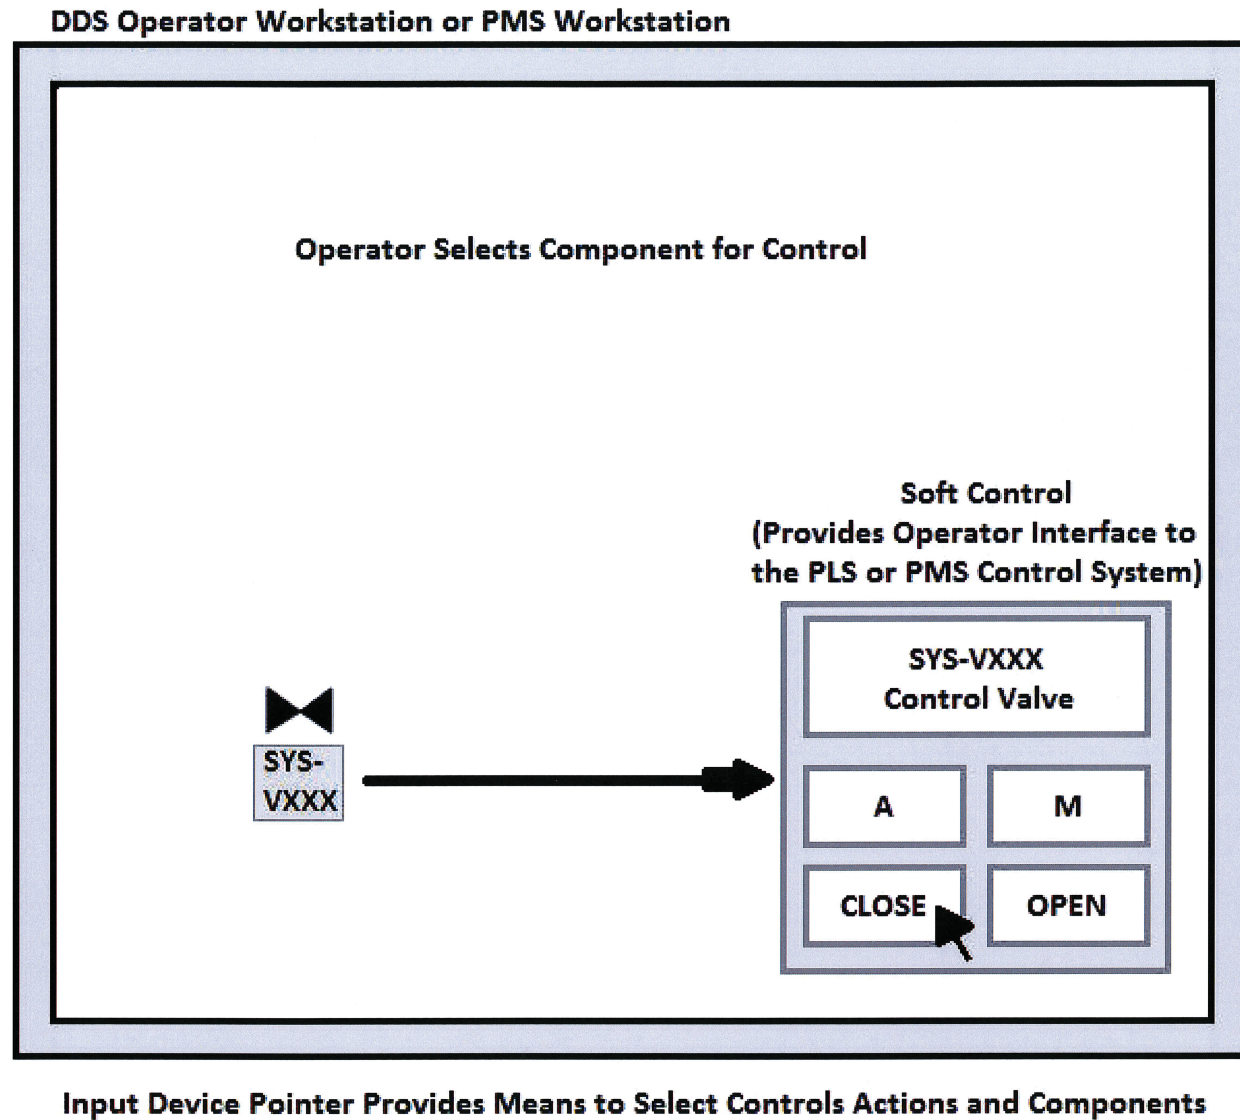 DDS Operator Workstation or PMS Workstation
Operator Selects Component for Control
Soft Control
(Provides Operator Interface to
the PLS or PMS Control System)
SYS-VXXX
Control Valve
SYS-
VXXX
A
M
CLOSE
OPEN
Input Device Pointer Provides Means to Select Controls Actions and Components